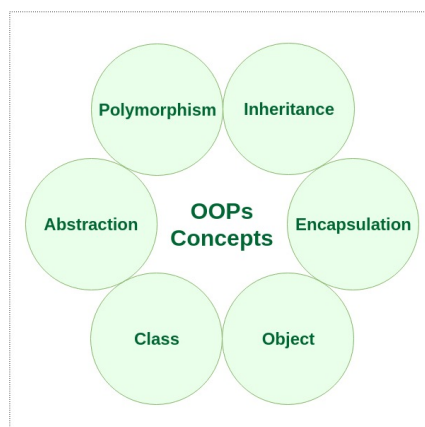 Polymorphism
Inheritance
Abstraction
OOPs
Concepts
Encapsulation
Class
Object